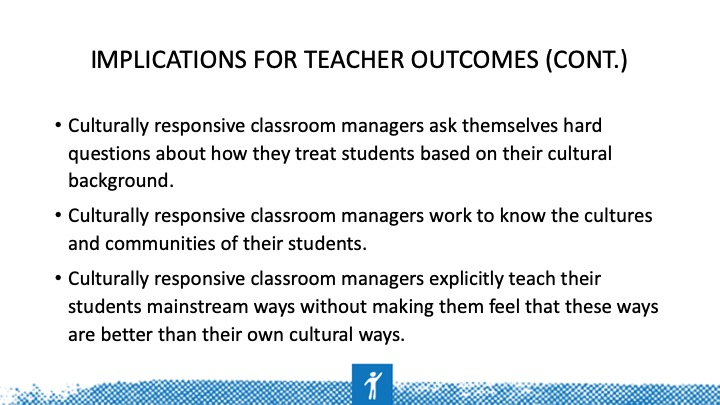 IMPLICATIONS FOR TEACHER OUTCOMES (CONT.)
• Culturally responsive classroom managers ask themselves hard
questions about how they treat students based on their cultural
background.
• Culturally responsive classroom managers work to know the cultures
and communities of their students.
• Culturally responsive classroom managers explicitly teach their
students mainstream ways without making them feel that these ways
are better than their own cultural ways.